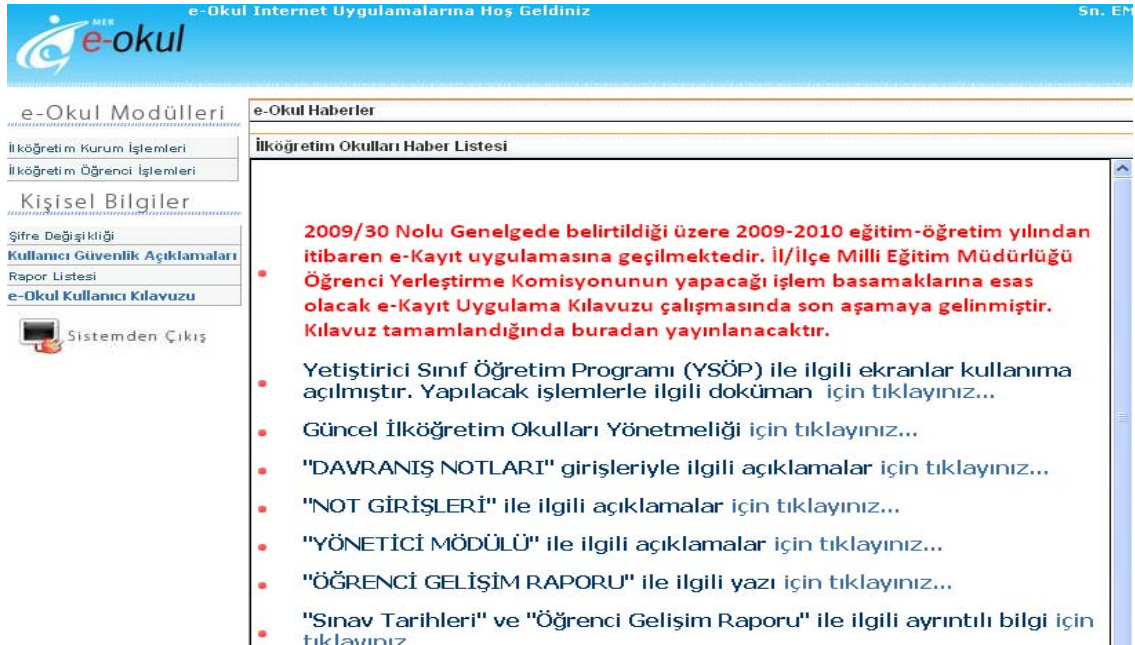 e-Okul Internet Uygulamalarına Hoş Geldiniz
Sn. EM
MEB
e-okul
e-Okul Modülleri
İlköğretim Kurum İşlemleri
İlköğretim Öğrenci İşlemleri
Kişisel Bilgiler
Şifre Değişikliği
Kullanıcı Güvenlik Açıklamaları
Rapor Listesi
e-Okul Kullanıcı Kılavuzu
Sistemden Çıkış
e-Okul Haberler
İlköğretim Okulları Haber Listesi
2009/30 Nolu Genelgede belirtildiği üzere 2009-2010 eğitim-öğretim yılından
itibaren e-Kayıt uygulamasına geçilmektedir. İl/İlçe Milli Eğitim Müdürlüğü
Öğrenci Yerleştirme Komisyonunun yapacağı işlem basamaklarına esas
olacak e-Kayıt Uygulama Kılavuzu çalışmasında son aşamaya gelinmiştir.
Kılavuz tamamlandığında buradan yayınlanacaktır.
Yetiştirici Sınıf Öğretim Programı (YSÖP) ile ilgili ekranlar kullanıma
açılmıştır. Yapılacak işlemlerle ilgili doküman için tıklayınız...
Güncel İlköğretim Okulları Yönetmeliği için tıklayınız...
"DAVRANIŞ NOTLARI" girişleriyle ilgili açıklamalar için tıklayınız...
"NOT GİRİŞLERİ" ile ilgili açıklamalar için tıklayınız...
"YÖNETİCİ MÖDÜLÜ" ile ilgili açıklamalar için tıklayınız...
"ÖĞRENCİ GELİŞİM RAPORU" ile ilgili yazı için tıklayınız...
"Sınav Tarihleri" ve "Öğrenci Gelişim Raporu" ile ilgili ayrıntılı bilgi için
tıklayınız